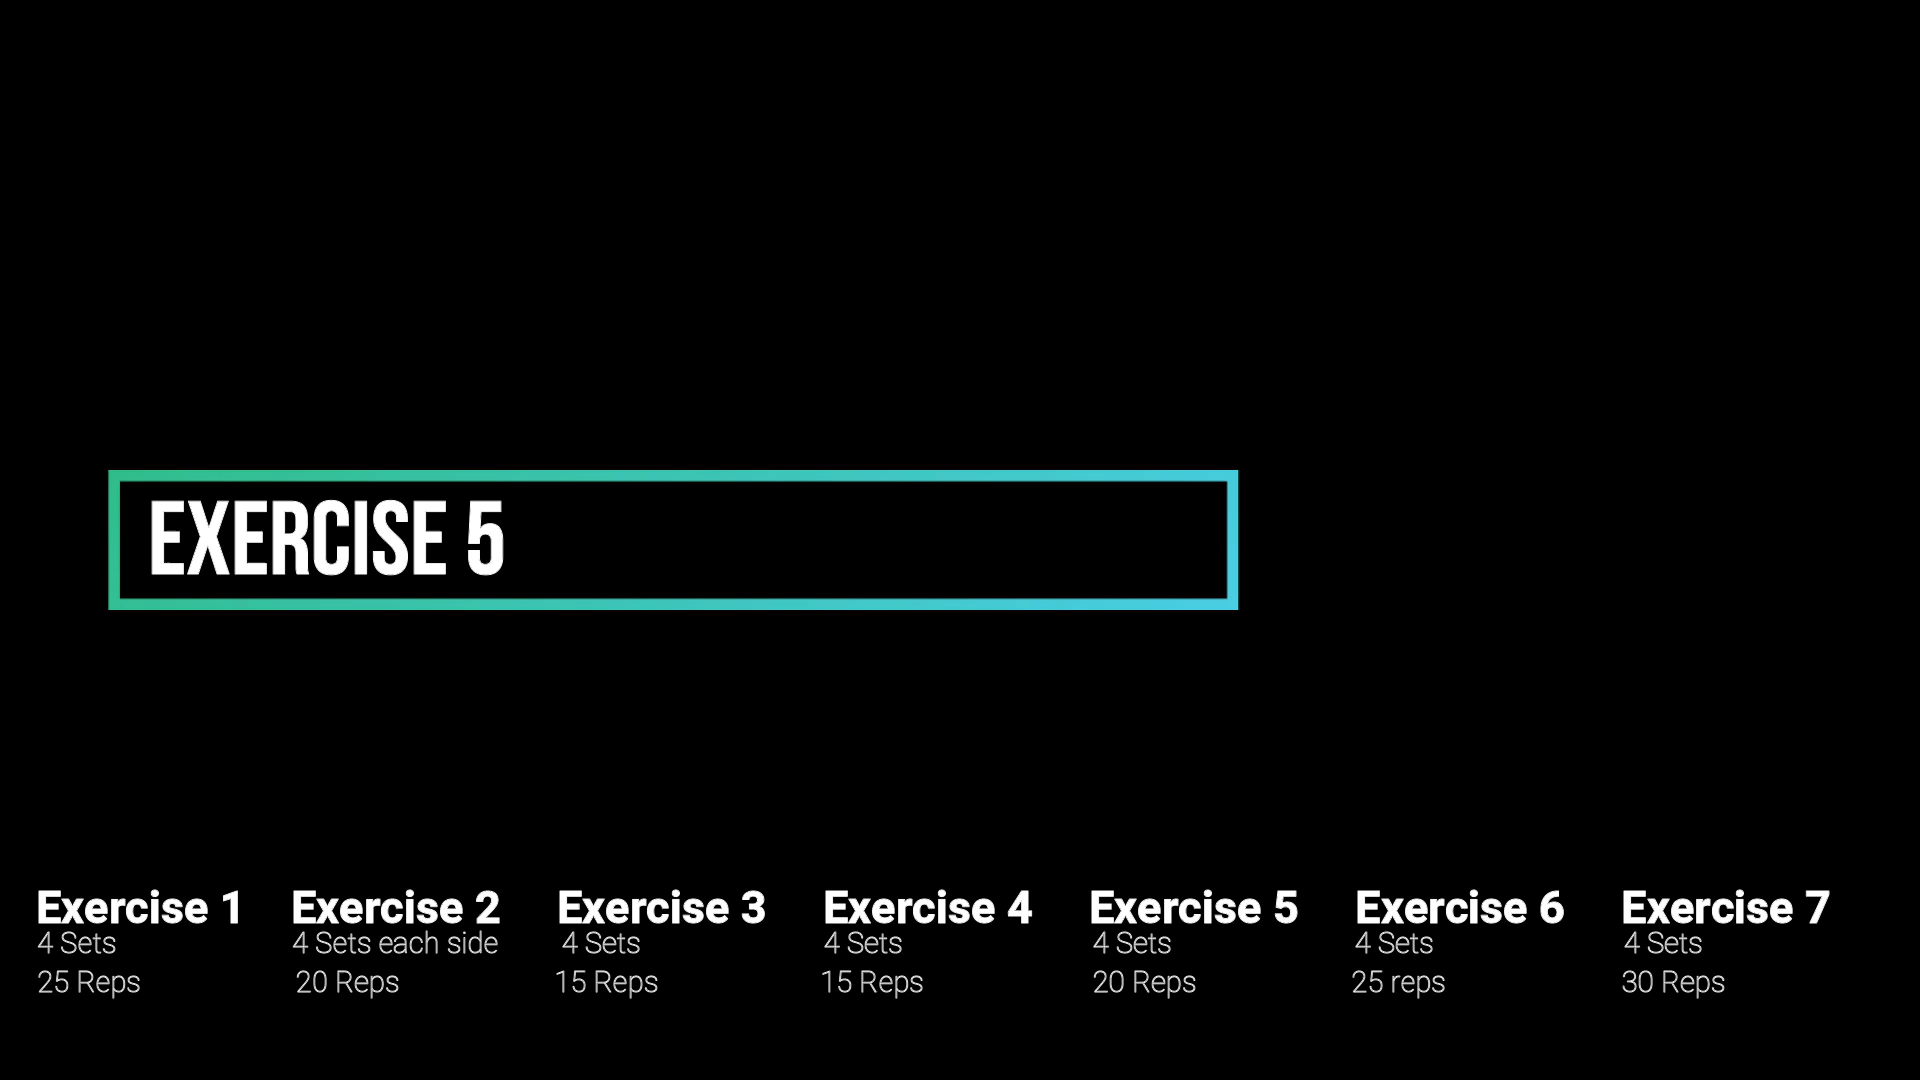 EXERCISE 5
Exercise 1
4 Sets
25 Reps
Exercise 2
4 Sets each side
20 Reps
Exercise 3
4 Sets
15 Reps
Exercise 4
4 Sets
15 Reps
Exercise 5
4 Sets
20 Reps
Exercise 6
4 Sets
25 reps
Exercise 7
4 Sets
30 Reps